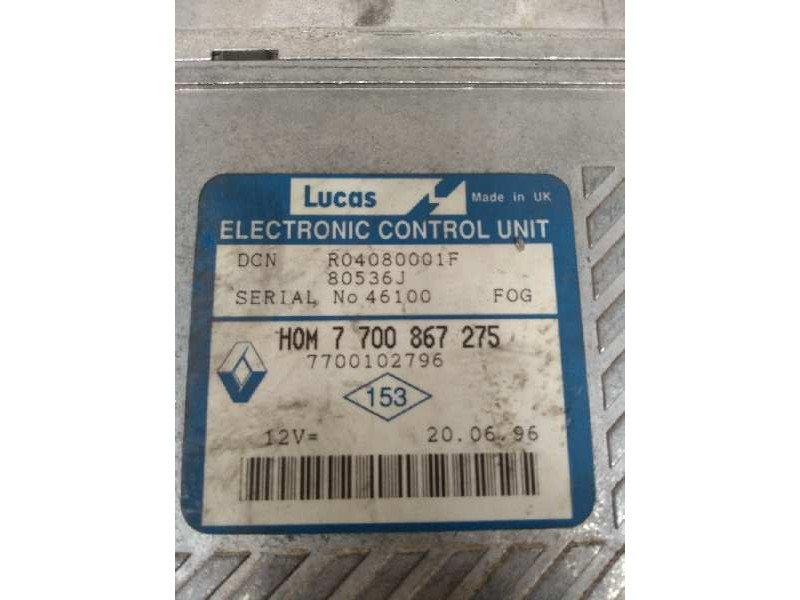 Lucas Made in UK
ELECTRONIC CONTROL UNIT
DCN R04080001F
80536J
SERIAL No 46100 FOG
HOM 7 700 867 275
7700102796
153
12V= 20.06.96